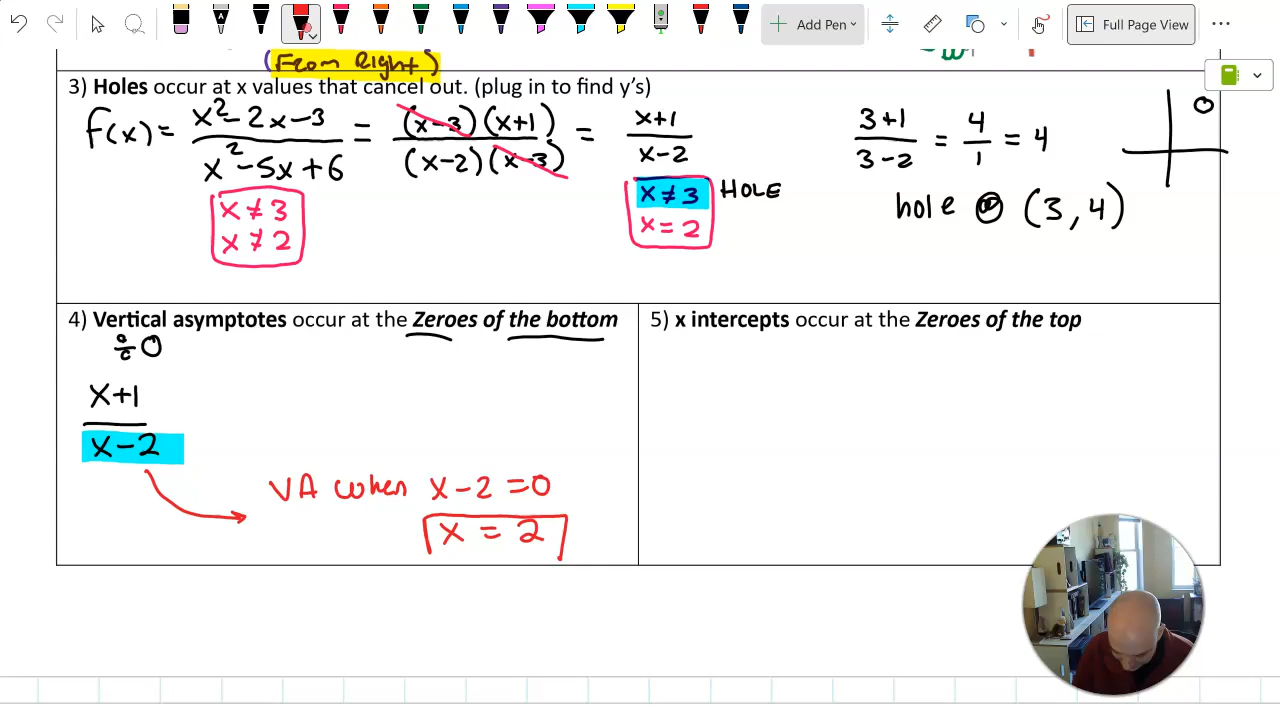 Add Pen
Full Page View
(From Right)
3) Holes occur at x values that cancel out. (plug in to find y's)
f(x) = x²-2x-3 / x²-5x+6 = (x-3)(x+1) / (x-2)(x-3) = x+1 / x-2
3+1 / 3-2 = 4/1 = 4
x≠3
x≠2
x≠3 HOLE
x=2
hole @ (3,4)
4) Vertical asymptotes occur at the Zeroes of the bottom
x+1
x-2
VA when x-2=0
x=2
5) x intercepts occur at the Zeroes of the top